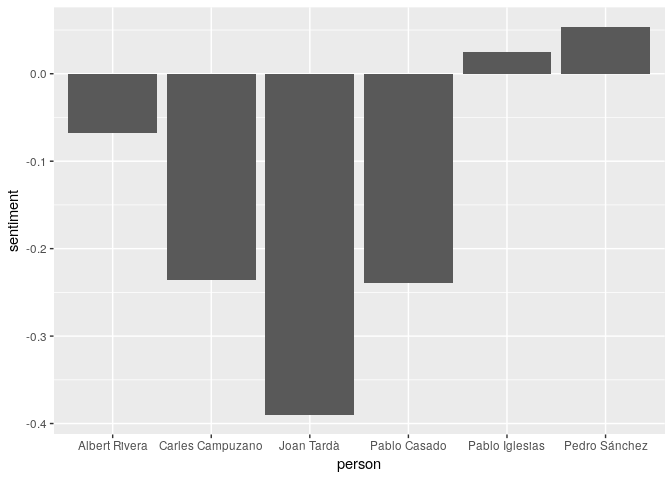 0.0
-0.1
-0.2
-0.3
-0.4
sentiment
Albert Rivera Carles Campuzano Joan Tardà Pablo Casado Pablo Iglesias Pedro Sánchez
person